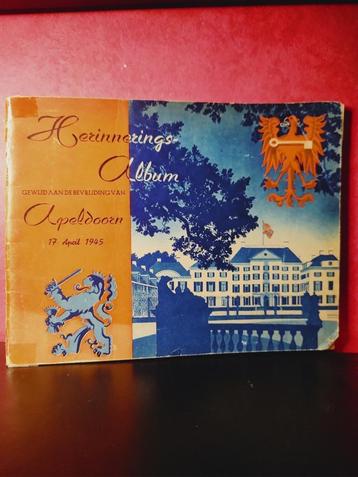 Herinnerings-
Album
GEWIJD AAN DE BEVRIJDING VAN
Apeldoorn
17 April 1945